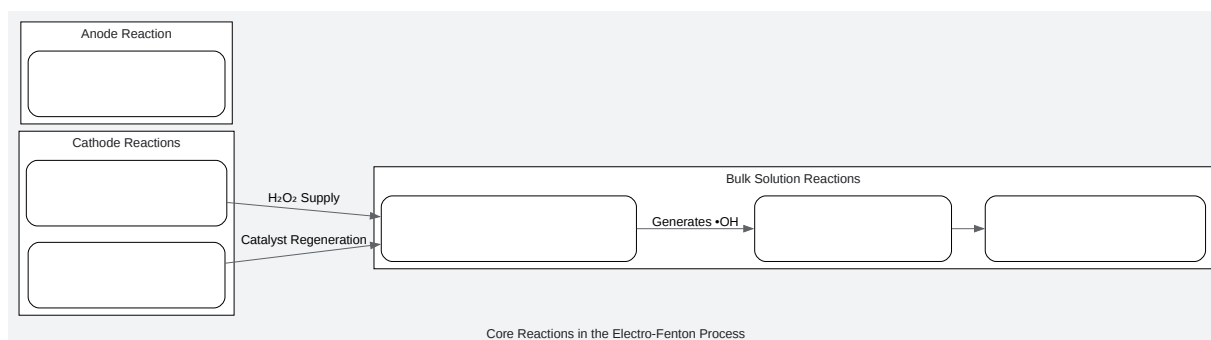 Anode Reaction
Cathode Reactions
Bulk Solution Reactions
H₂O₂ Supply
Generates •OH
Catalyst Regeneration
Core Reactions in the Electro-Fenton Process